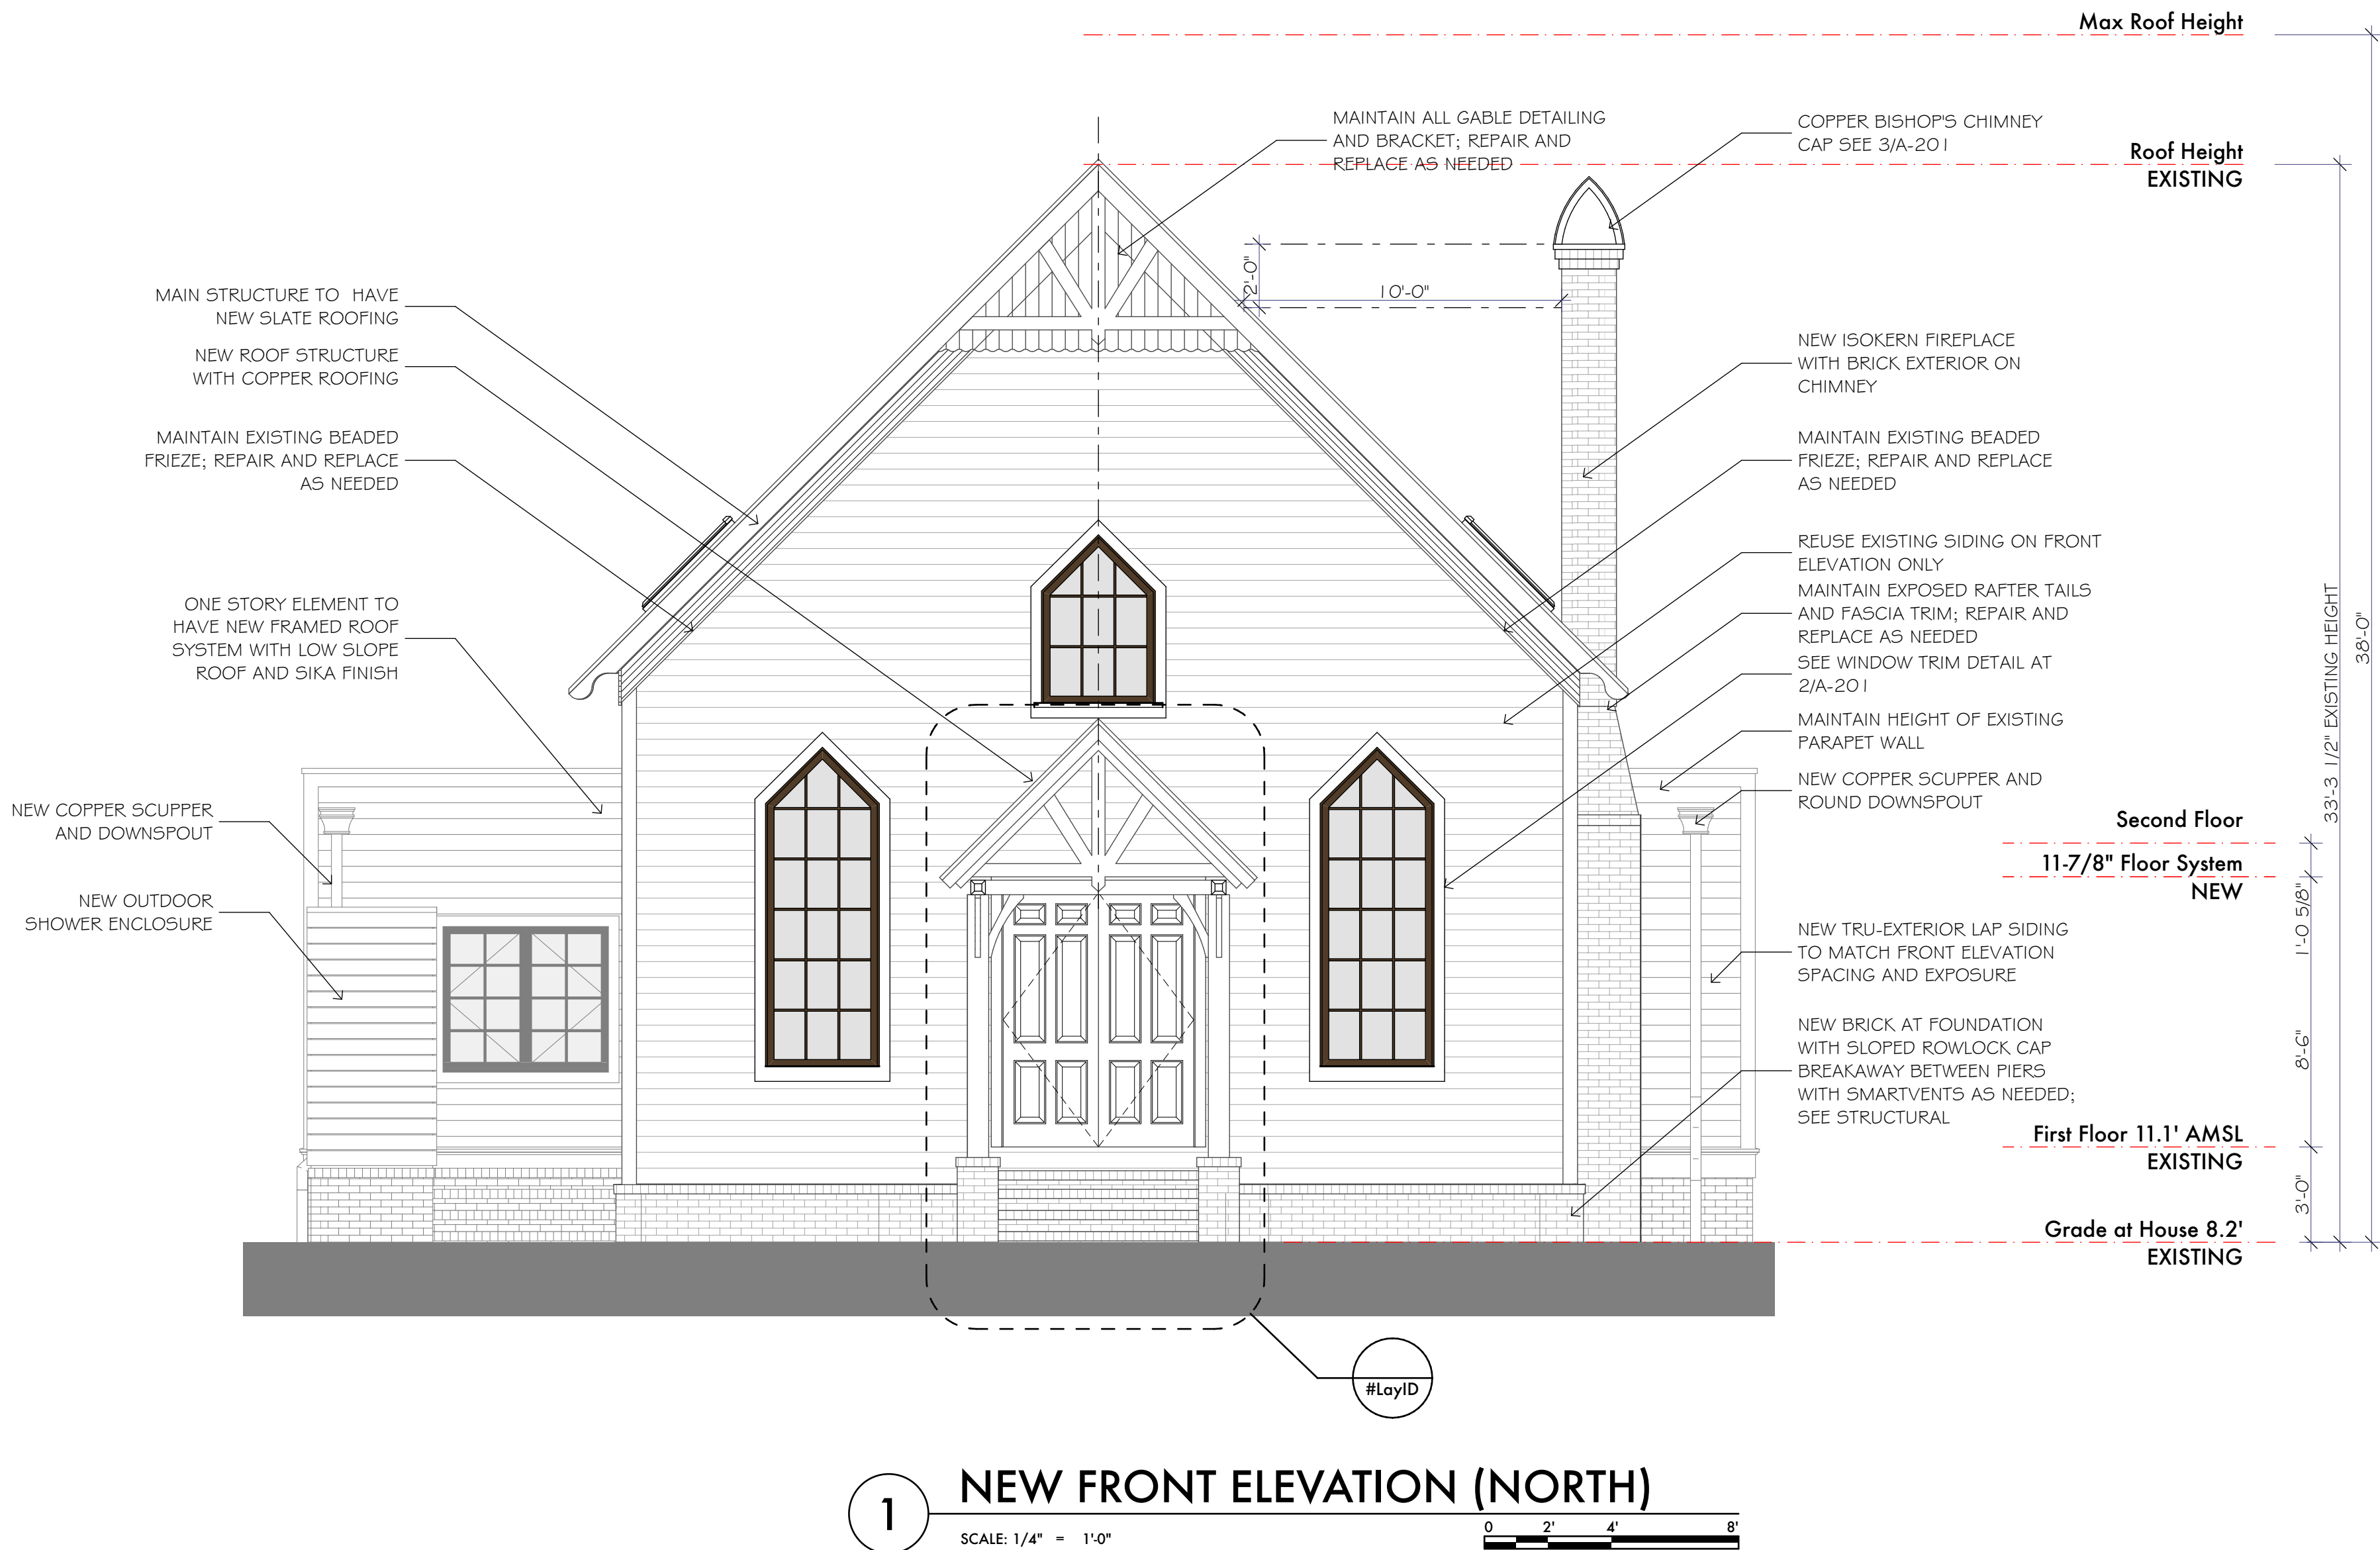 Max Roof Height
MAINTAIN ALL GABLE DETAILING
AND BRACKET; REPAIR AND
REPLACE AS NEEDED
COPPER BISHOP'S CHIMNEY
CAP SEE 3/A-201
Roof Height
EXISTING
2'-0"
10'-0"
MAIN STRUCTURE TO HAVE
NEW SLATE ROOFING
NEW ROOF STRUCTURE
WITH COPPER ROOFING
MAINTAIN EXISTING BEADED
FRIEZE; REPAIR AND REPLACE
AS NEEDED
ONE STORY ELEMENT TO
HAVE NEW FRAMED ROOF
SYSTEM WITH LOW SLOPE
ROOF AND SIKA FINISH
NEW COPPER SCUPPER
AND DOWNSPOUT
NEW OUTDOOR
SHOWER ENCLOSURE
NEW ISOKERN FIREPLACE
WITH BRICK EXTERIOR ON
CHIMNEY
MAINTAIN EXISTING BEADED
FRIEZE; REPAIR AND REPLACE
AS NEEDED
REUSE EXISTING SIDING ON FRONT
ELEVATION ONLY
MAINTAIN EXPOSED RAFTER TAILS
AND FASCIA TRIM; REPAIR AND
REPLACE AS NEEDED
SEE WINDOW TRIM DETAIL AT
2/A-201
MAINTAIN HEIGHT OF EXISTING
PARAPET WALL
NEW COPPER SCUPPER AND
ROUND DOWNSPOUT
NEW TRU-EXTERIOR LAP SIDING
TO MATCH FRONT ELEVATION
SPACING AND EXPOSURE
NEW BRICK AT FOUNDATION
WITH SLOPED ROWLOCK CAP
BREAKAWAY BETWEEN PIERS
WITH SMARTVENTS AS NEEDED;
SEE STRUCTURAL
Second Floor
11-7/8" Floor System
NEW
First Floor 11.1' AMSL
EXISTING
Grade at House 8.2'
EXISTING
1'-0 5/8"
8'-6"
3'-0"
33'-3 1/2" EXISTING HEIGHT
38'-0"
#LayID
1
NEW FRONT ELEVATION (NORTH)
SCALE: 1/4" = 1'-0"
0 2' 4' 8'